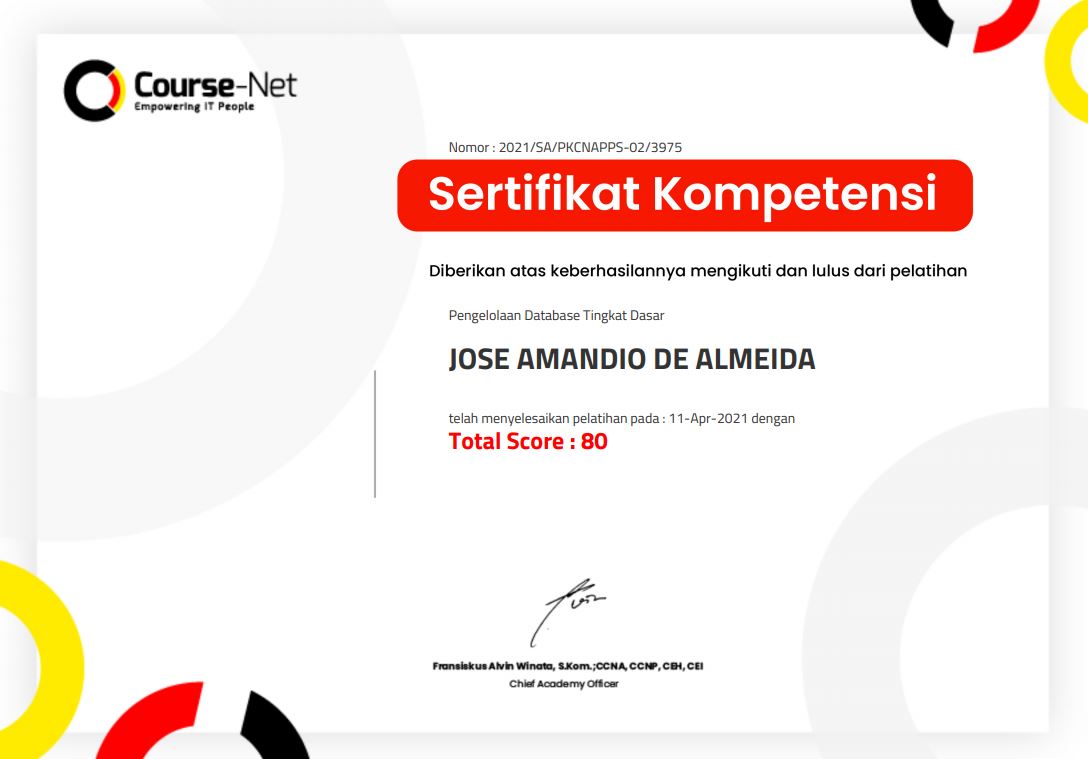 Course-Net
Empowering IT People
Nomor : 2021/SA/PKCNAPPS-02/3975
Sertifikat Kompetensi
Diberikan atas keberhasilannya mengikuti dan lulus dari pelatihan
Pengelolaan Database Tingkat Dasar
JOSE AMANDIO DE ALMEIDA
telah menyelesaikan pelatihan pada : 11-Apr-2021 dengan
Total Score : 80
Fransiskus Alvin Winata, S.Kom.;CCNA, CCNP, CEH, CEI
Chief Academy Officer